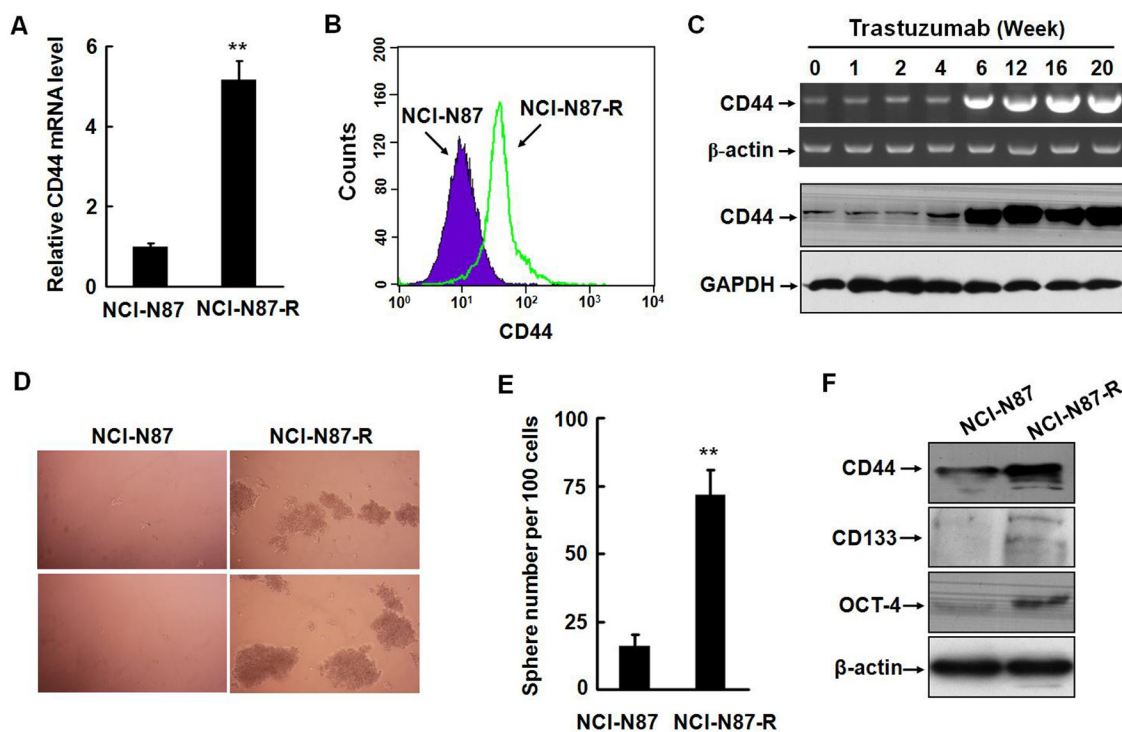 A
Relative CD44 mRNA level
6
4
2
0
**
NCI-N87
NCI-N87-R
B
Counts
200
160
120
80
40
0
NCI-N87
NCI-N87-R
10⁰
10¹
10²
10³
10⁴
CD44
C
Trastuzumab (Week)
0 1 2 4 6 12 16 20
CD44
β-actin
CD44
GAPDH
D
NCI-N87
NCI-N87-R
E
Sphere number per 100 cells
100
75
50
25
0
**
NCI-N87
NCI-N87-R
F
NCI-N87
NCI-N87-R
CD44
CD133
OCT-4
β-actin